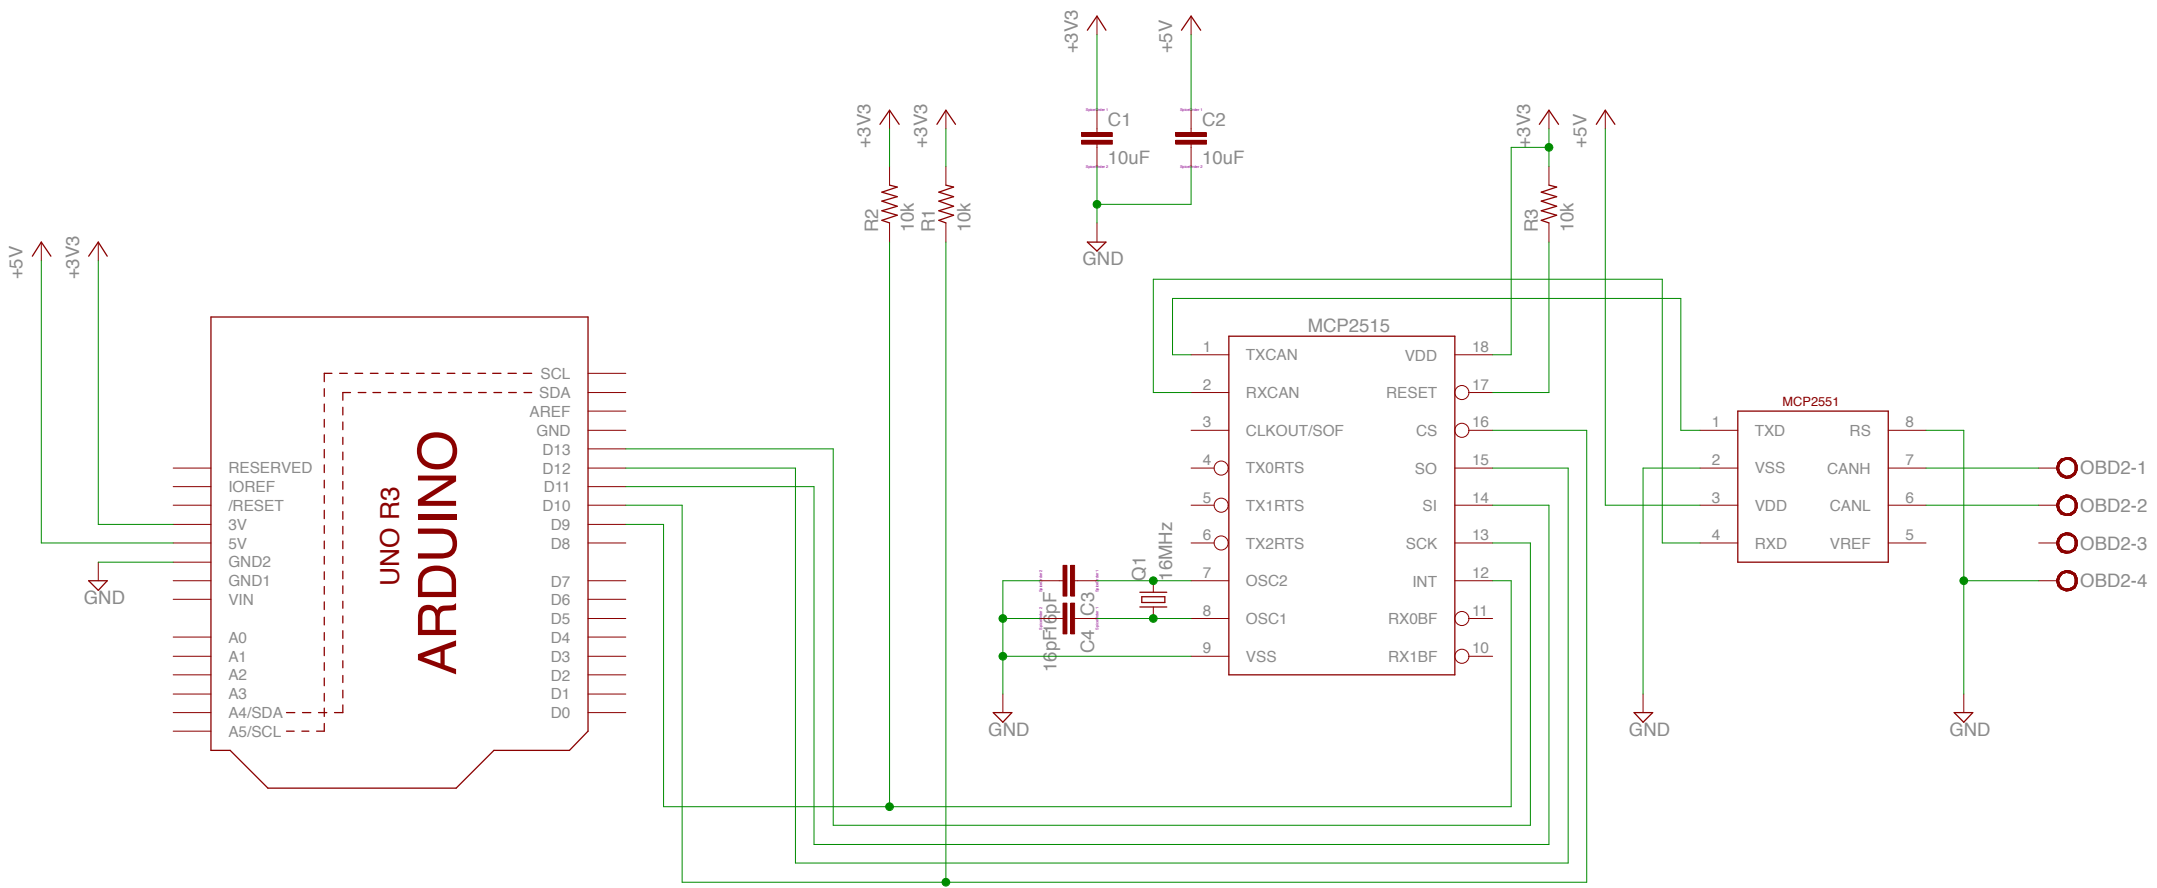 +3V3
+5V
C1
10uF
C2
10uF
GND
+3V3
+3V3
R2
10k
R1
10k
+3V3
+5V
R3
10k
+5V
+3V3
GND
UNO R3
ARDUINO
RESERVED
IOREF
/RESET
3V
5V
GND2
GND1
VIN
A0
A1
A2
A3
A4/SDA
A5/SCL
SCL
SDA
AREF
GND
D13
D12
D11
D10
D9
D8
D7
D6
D5
D4
D3
D2
D1
D0
MCP2515
1 TXCAN VDD 18
2 RXCAN RESET 17
3 CLKOUT/SOF CS 16
4 TX0RTS SO 15
5 TX1RTS SI 14
6 TX2RTS SCK 13
7 OSC2 INT 12
8 OSC1 RX0BF 11
9 VSS RX1BF 10
Q1
16MHz
16pF
C3
16pF
C4
GND
MCP2551
1 TXD RS 8
2 VSS CANH 7
3 VDD CANL 6
4 RXD VREF 5
GND
GND
OBD2-1
OBD2-2
OBD2-3
OBD2-4